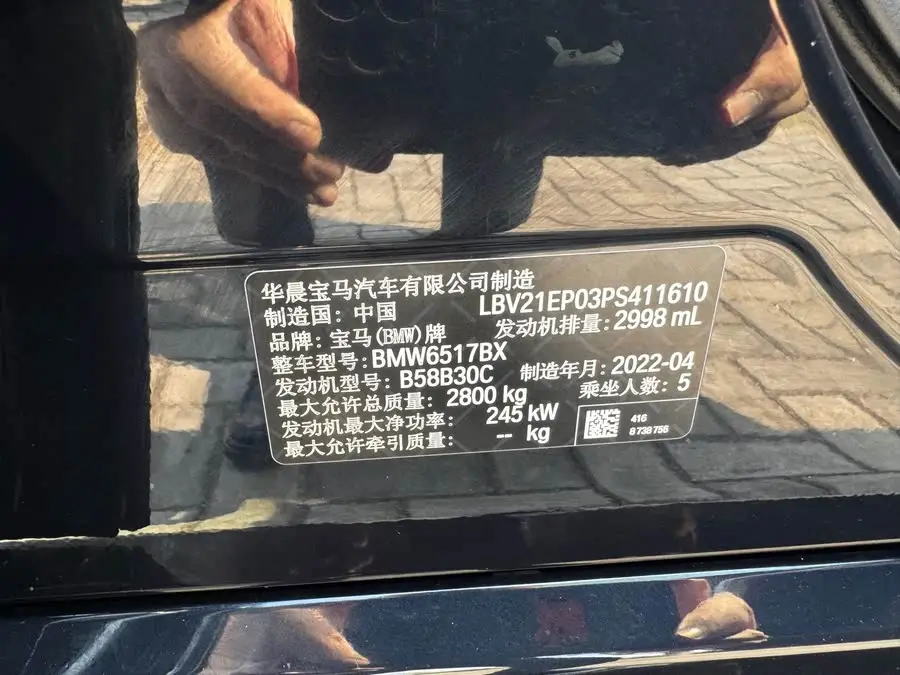 华晨宝马汽车有限公司制造
制造国: 中国 LBV21EP03PS411610
品牌: 宝马(BMW)牌 发动机排量: 2998 mL
整车型号: BMW6517BX
发动机型号: B58B30C 制造年月: 2022-04
最大允许总质量: 2800 kg 乘坐人数: 5
发动机最大净功率: 245 kW
最大允许牵引质量: -- kg
416
8 738 756